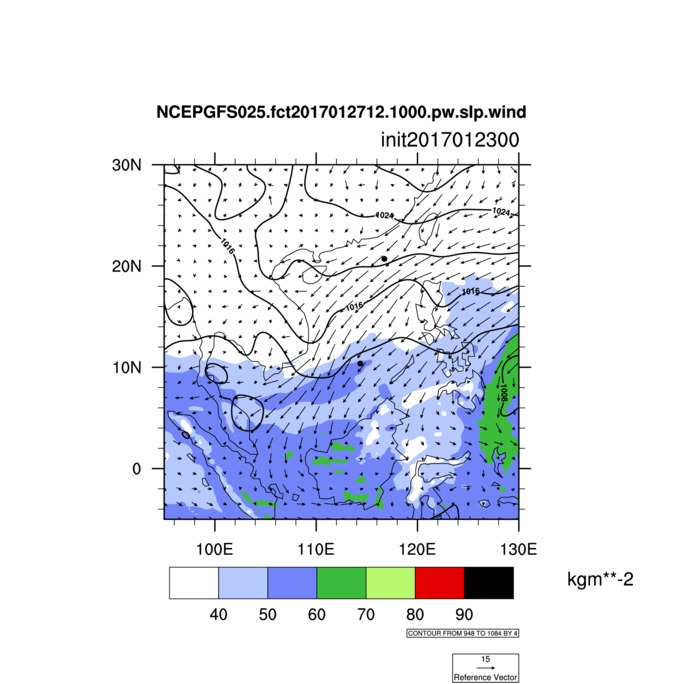 NCEPGFS025.fct2017012712.1000.pw.slp.wind
init2017012300
30N
20N
10N
0
1024
1024
1016
1016
1016
1008
100E 110E 120E 130E
kgm**-2
40 50 60 70 80 90
CONTOUR FROM 948 TO 1084 BY 4
15
Reference Vector